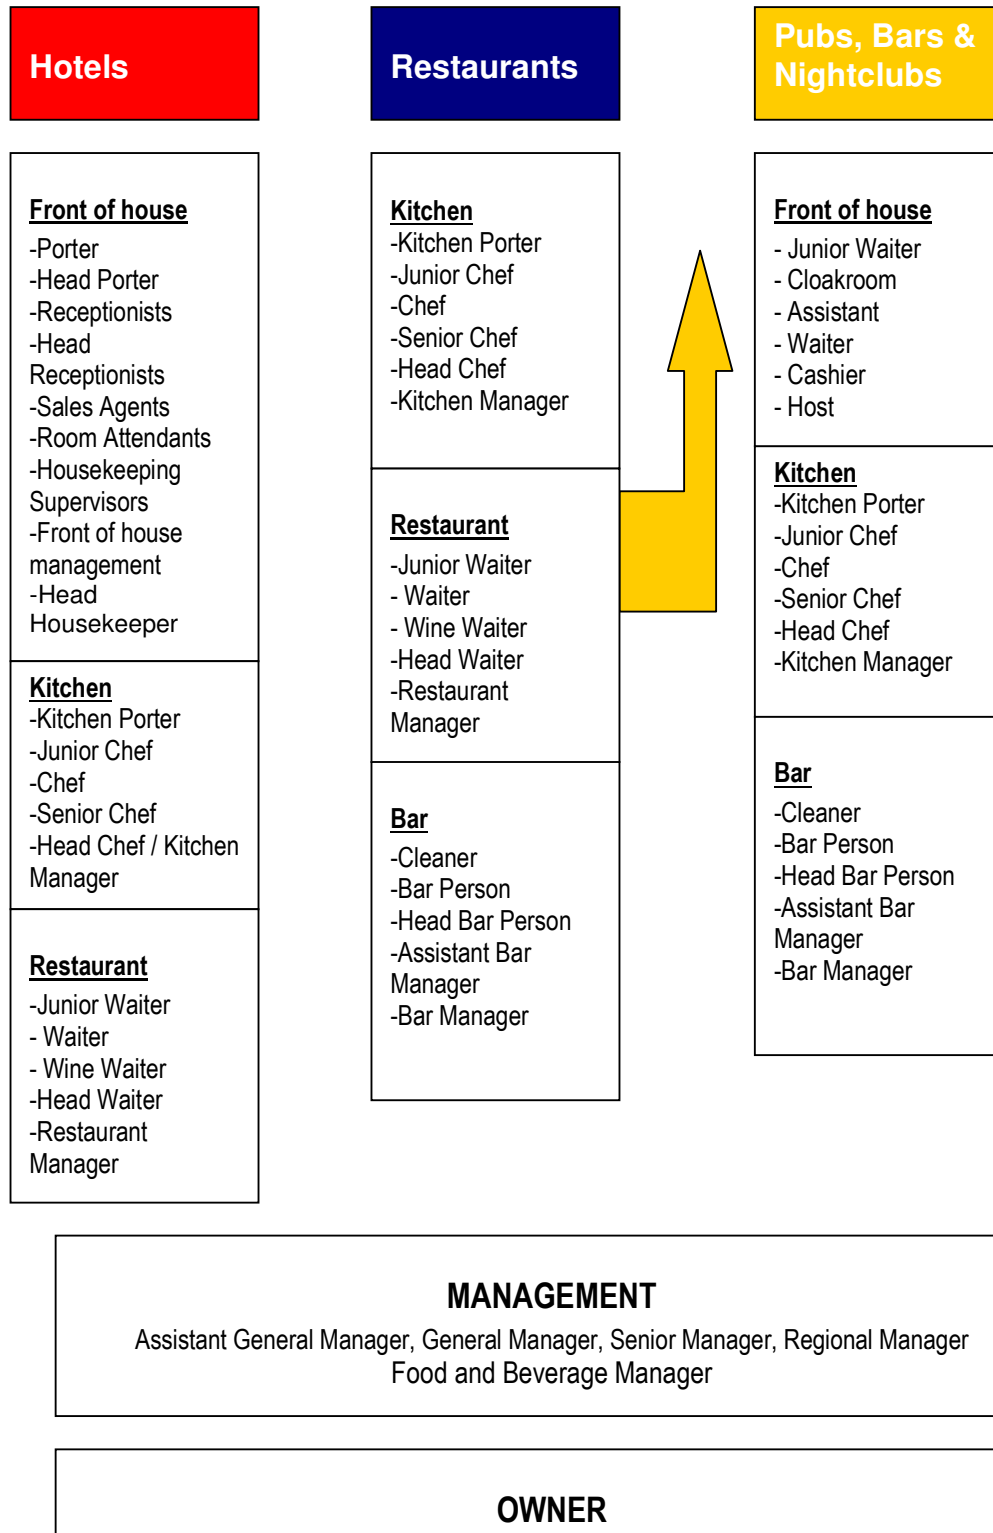 Hotels
Front of house
-Porter
-Head Porter
-Receptionists
-Head
Receptionists
-Sales Agents
-Room Attendants
-Housekeeping
Supervisors
-Front of house
management
-Head
Housekeeper
Kitchen
-Kitchen Porter
-Junior Chef
-Chef
-Senior Chef
-Head Chef / Kitchen
Manager
Restaurant
-Junior Waiter
- Waiter
- Wine Waiter
-Head Waiter
-Restaurant
Manager
Restaurants
Kitchen
-Kitchen Porter
-Junior Chef
-Chef
-Senior Chef
-Head Chef
-Kitchen Manager
Restaurant
-Junior Waiter
- Waiter
- Wine Waiter
-Head Waiter
-Restaurant
Manager
Bar
-Cleaner
-Bar Person
-Head Bar Person
-Assistant Bar
Manager
-Bar Manager
Pubs, Bars &
Nightclubs
Front of house
- Junior Waiter
- Cloakroom
- Assistant
- Waiter
- Cashier
- Host
Kitchen
-Kitchen Porter
-Junior Chef
-Chef
-Senior Chef
-Head Chef
-Kitchen Manager
Bar
-Cleaner
-Bar Person
-Head Bar Person
-Assistant Bar
Manager
-Bar Manager
MANAGEMENT
Assistant General Manager, General Manager, Senior Manager, Regional Manager
Food and Beverage Manager
OWNER